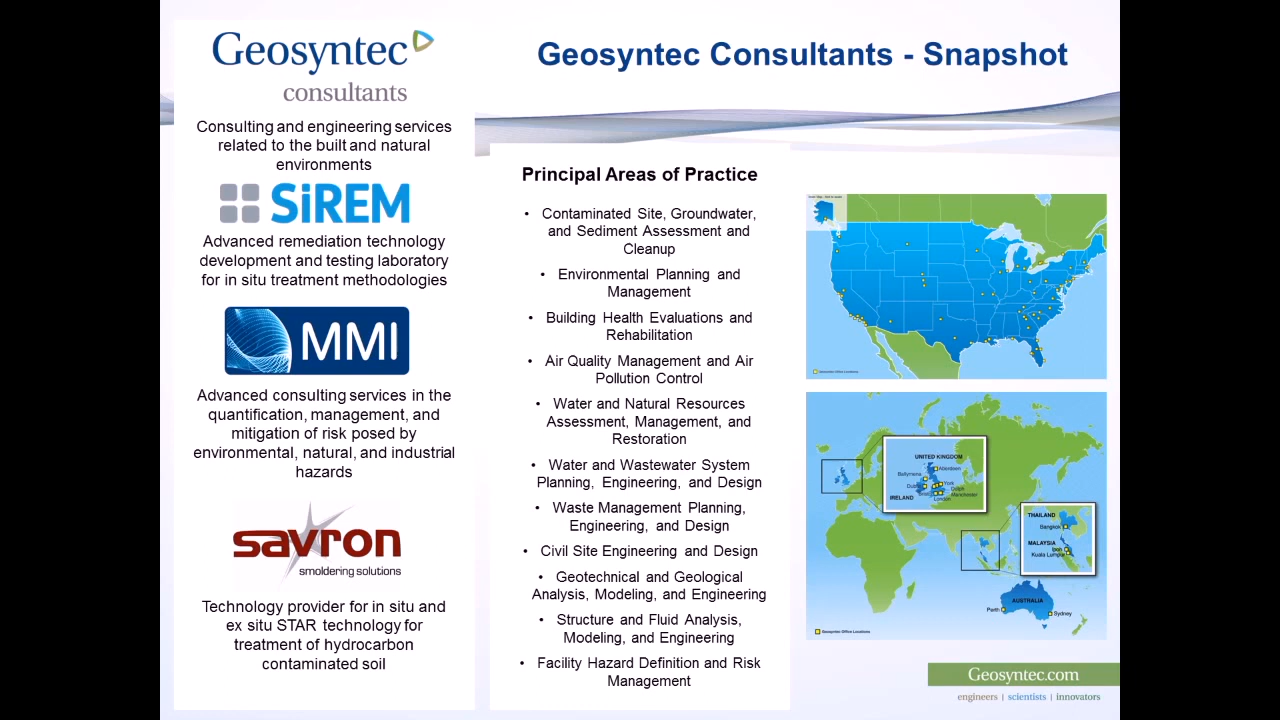 Geosyntec
consultants
Consulting and engineering services
related to the built and natural
environments
SiREM
Advanced remediation technology
development and testing laboratory
for in situ treatment methodologies
MMI
Advanced consulting services in the
quantification, management, and
mitigation of risk posed by
environmental, natural, and industrial
hazards
savron
smoldering solutions
Technology provider for in situ and
ex situ STAR technology for
treatment of hydrocarbon
contaminated soil
Geosyntec Consultants - Snapshot
Principal Areas of Practice
• Contaminated Site, Groundwater,
and Sediment Assessment and
Cleanup
• Environmental Planning and
Management
• Building Health Evaluations and
Rehabilitation
• Air Quality Management and Air
Pollution Control
• Water and Natural Resources
Assessment, Management, and
Restoration
• Water and Wastewater System
Planning, Engineering, and Design
• Waste Management Planning,
Engineering, and Design
• Civil Site Engineering and Design
• Geotechnical and Geological
Analysis, Modeling, and Engineering
• Structure and Fluid Analysis,
Modeling, and Engineering
• Facility Hazard Definition and Risk
Management
Geosyntec Office Locations
UNITED KINGDOM
Aberdeen
Ballymena
York
Delph
Manchester
IRELAND
London
THAILAND
Bangkok
MALAYSIA
Ipoh
Kuala Lumpur
AUSTRALIA
Perth
Sydney
Geosyntec Office Locations
Geosyntec.com
engineers | scientists | innovators